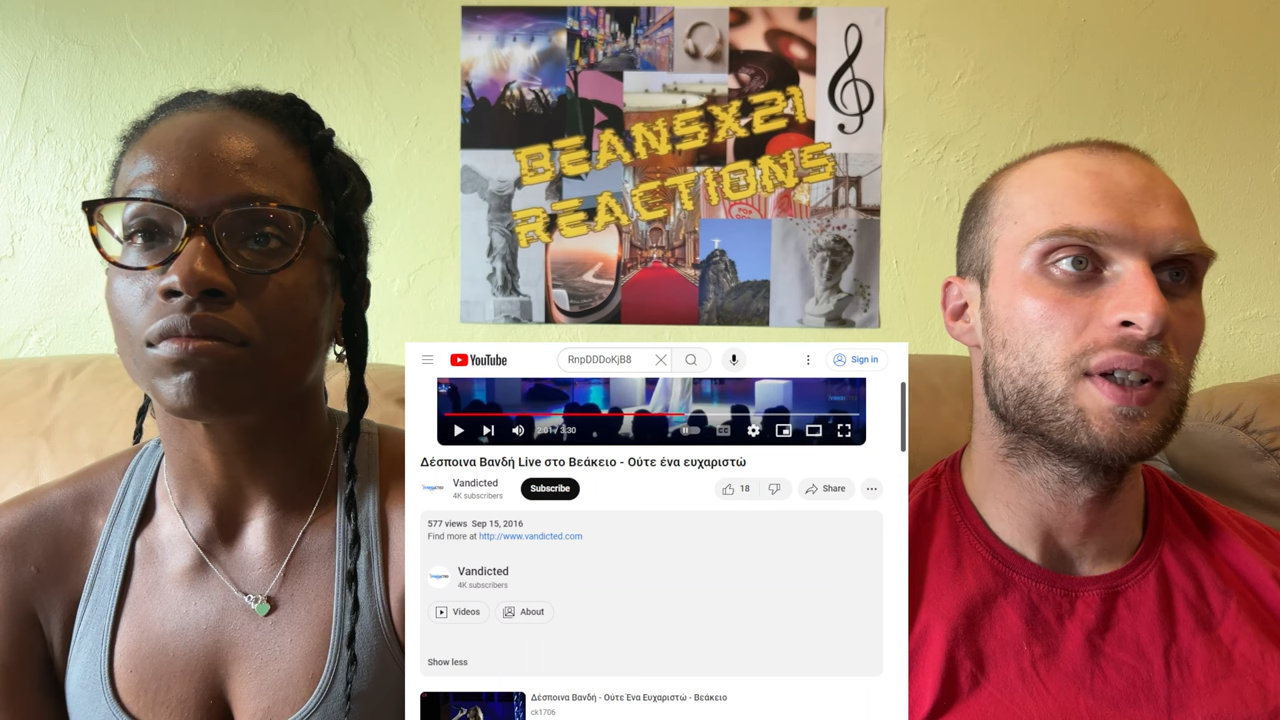 BEANSX21
REACTIONS
YouTube
RnpDDDoKjB8
Sign in
2:01 / 3:30
CC
Δέσποινα Βανδή Live στο Βεάκειο - Ούτε ένα ευχαριστώ
Vandicted
4K subscribers
Subscribe
18
Share
577 views Sep 15, 2016
Find more at http://www.vandicted.com
Vandicted
4K subscribers
Videos
About
Show less
Δέσποινα Βανδή - Ούτε Ένα Ευχαριστώ - Βεάκειο
ck1706